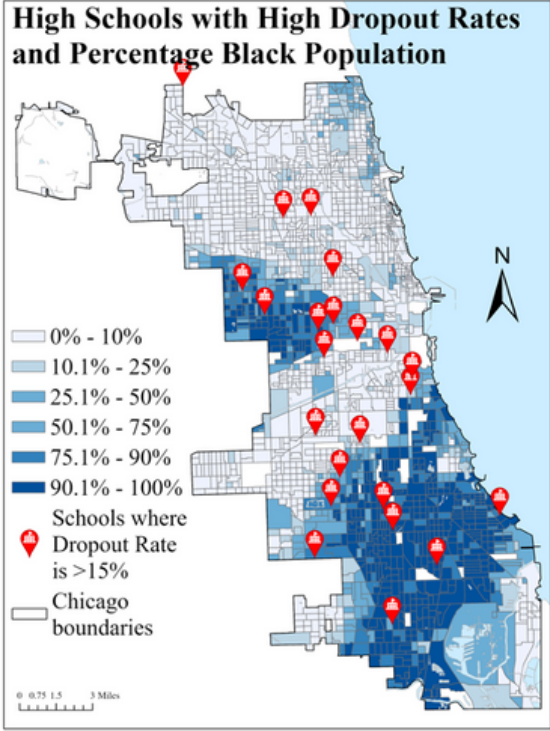 High Schools with High Dropout Rates
and Percentage Black Population
N
0% - 10%
10.1% - 25%
25.1% - 50%
50.1% - 75%
75.1% - 90%
90.1% - 100%
Schools where
Dropout Rate
is >15%
Chicago
boundaries
0 0.75 1.5 3 Miles